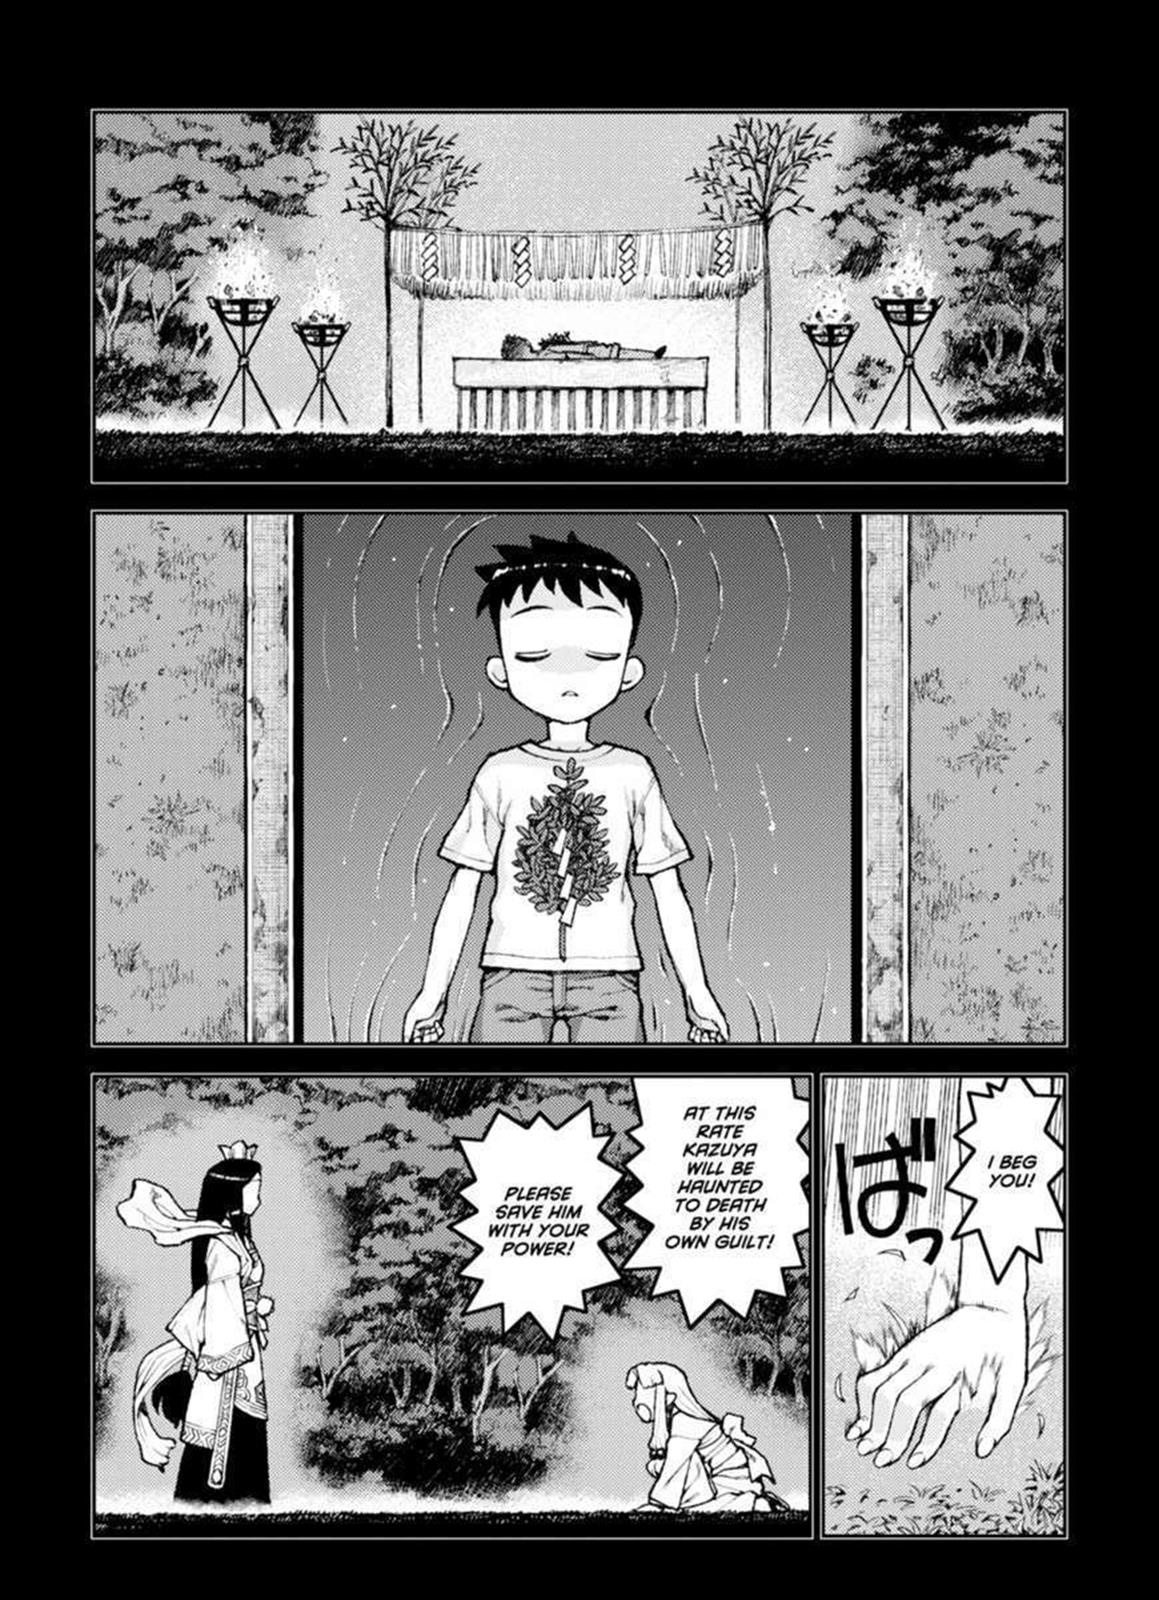 I BEG
YOU!
ばっ
AT THIS
RATE
KAZUYA
WILL BE
HAUNTED
TO DEATH
BY HIS
OWN GUILT!
PLEASE
SAVE HIM
WITH YOUR
POWER!